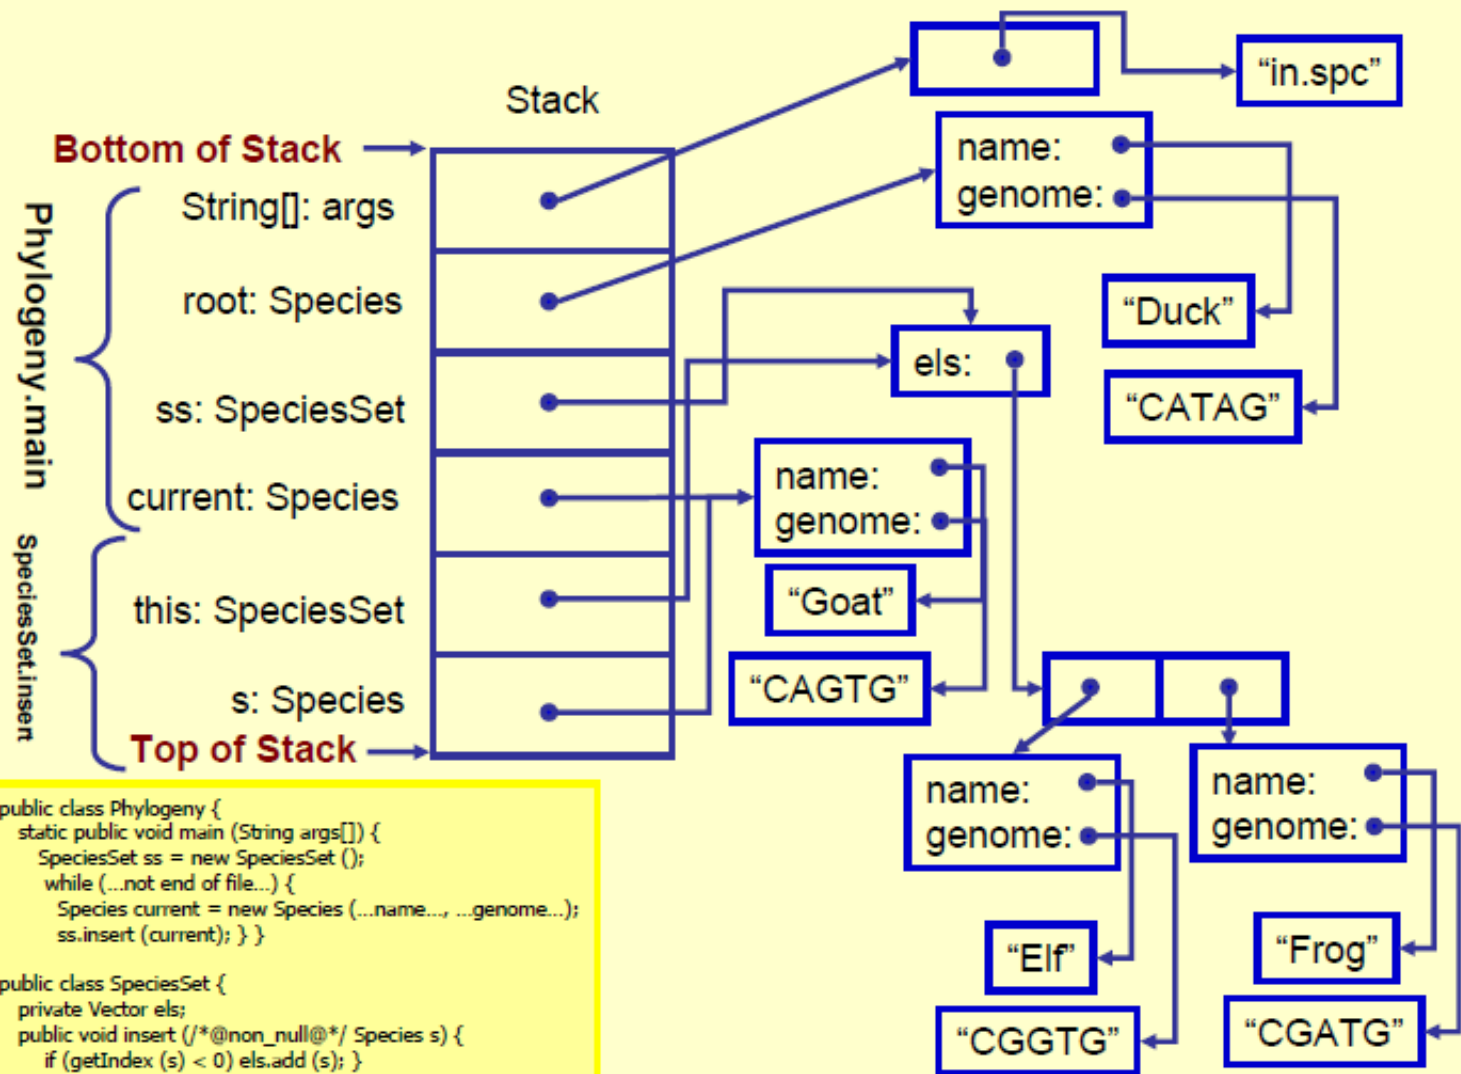 Stack
Bottom of Stack
Phylogeny.main
String[]: args
root: Species
ss: SpeciesSet
current: Species
SpeciesSet.insert
this: SpeciesSet
s: Species
Top of Stack
“in.spc”
name:
genome:
“Duck”
“CATAG”
els:
name:
genome:
“Goat”
“CAGTG”
name:
genome:
“Elf”
“CGGTG”
name:
genome:
“Frog”
“CGATG”
public class Phylogeny {
static public void main (String args[]) {
SpeciesSet ss = new SpeciesSet ();
while (...not end of file...) {
Species current = new Species (...name..., ...genome...);
ss.insert (current); } }
public class SpeciesSet {
private Vector els;
public void insert (/*@non_null@*/ Species s) {
if (getIndex (s) < 0) els.add (s); }